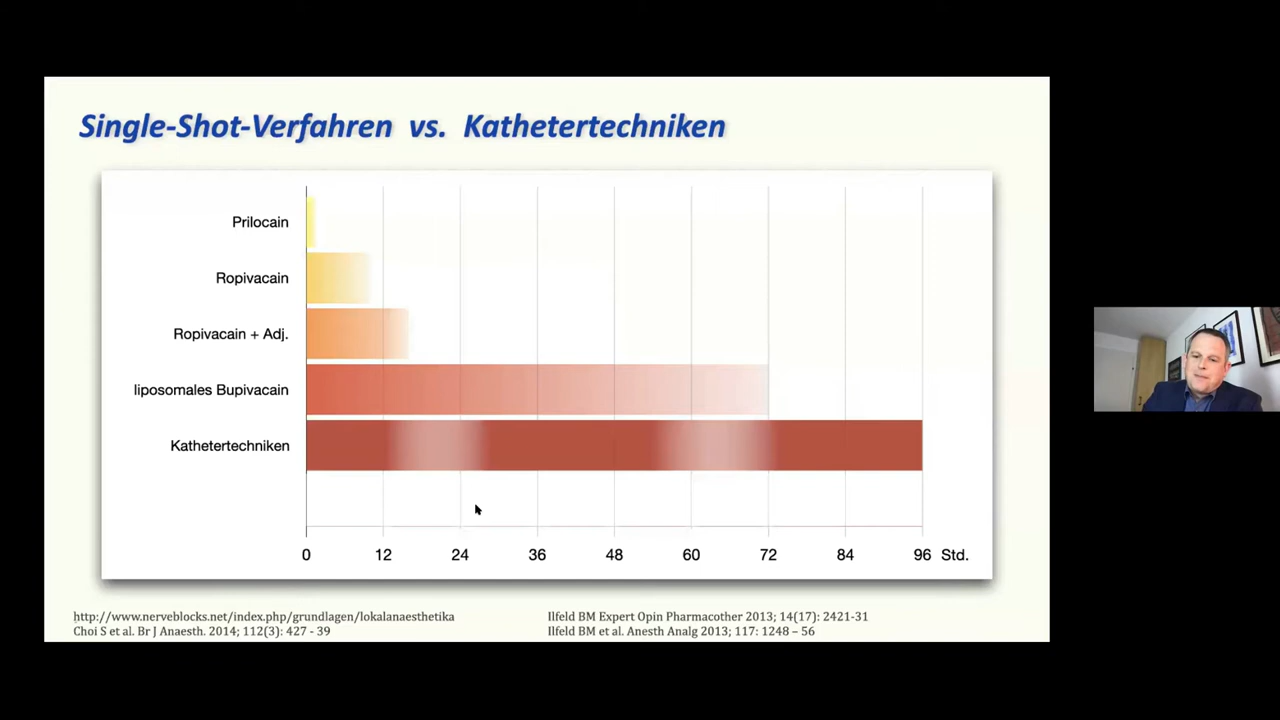 Single-Shot-Verfahren vs. Kathetertechniken
Prilocain
Ropivacain
Ropivacain + Adj.
liposomales Bupivacain
Kathetertechniken
0 12 24 36 48 60 72 84 96 Std.
http://www.nerveblocks.net/index.php/grundlagen/lokalanaesthetika
Choi S et al. Br J Anaesth. 2014; 112(3): 427 - 39
Ilfeld BM Expert Opin Pharmacother 2013; 14(17): 2421-31
Ilfeld BM et al. Anesth Analg 2013; 117: 1248 – 56